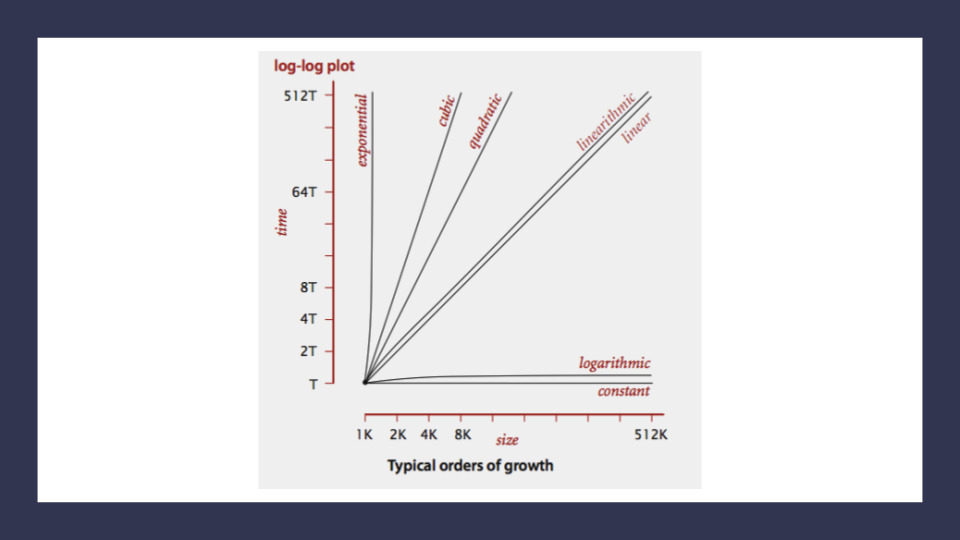 log-log plot
512T
64T
8T
4T
2T
T
time
exponential
cubic
quadratic
linearithmic
linear
logarithmic
constant
1K 2K 4K 8K 512K
size
Typical orders of growth